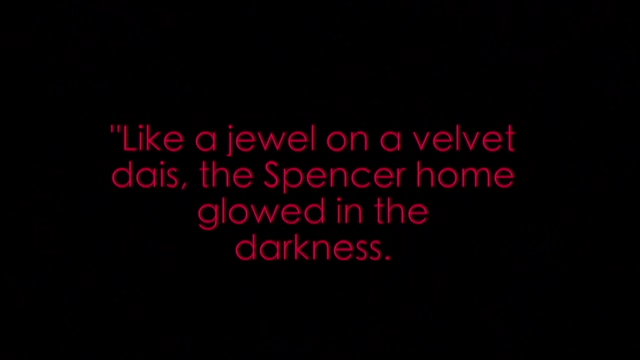 "Like a jewel on a velvet
dais, the Spencer home
glowed in the
darkness.